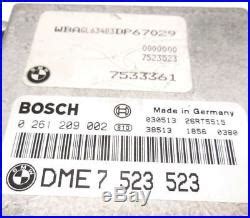 WBAGL63403DP67029
0000000
7523523
7533361
BOSCH
Made in Germany
0 261 209 002
030513 26RT5515
38513 1856 0380
DME 7 523 523